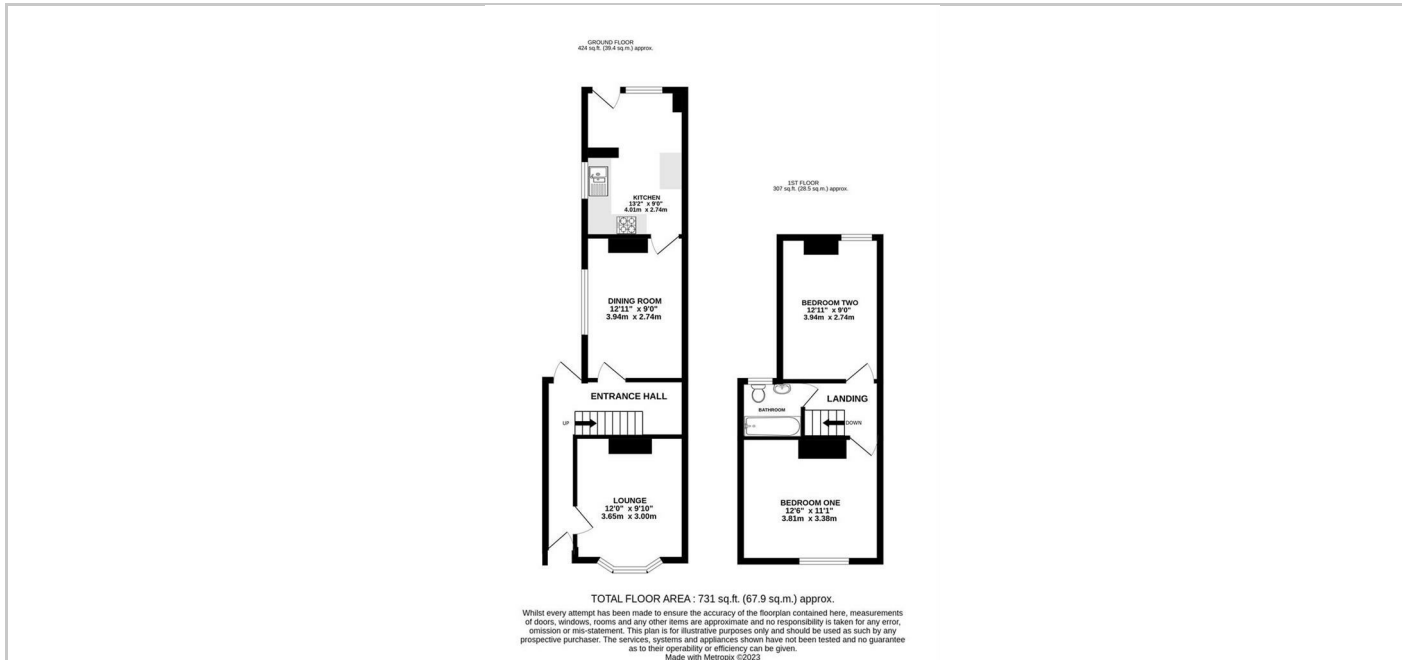 GROUND FLOOR
424 sq.ft. (39.4 sq.m.) approx.
1ST FLOOR
307 sq.ft. (28.5 sq.m.) approx.
KITCHEN
13'2" x 9'0"
4.01m x 2.74m
DINING ROOM
12'11" x 9'0"
3.94m x 2.74m
BEDROOM TWO
12'11" x 9'0"
3.94m x 2.74m
ENTRANCE HALL
UP
LANDING
BATHROOM
DOWN
LOUNGE
12'0" x 9'10"
3.65m x 3.00m
BEDROOM ONE
12'6" x 11'1"
3.81m x 3.38m
TOTAL FLOOR AREA : 731 sq.ft. (67.9 sq.m.) approx.
Whilst every attempt has been made to ensure the accuracy of the floorplan contained here, measurements
of doors, windows, rooms and any other items are approximate and no responsibility is taken for any error,
omission or mis-statement. This plan is for illustrative purposes only and should be used as such by any
prospective purchaser. The services, systems and appliances shown have not been tested and no guarantee
as to their operability or efficiency can be given.
Made with Metropix ©2023